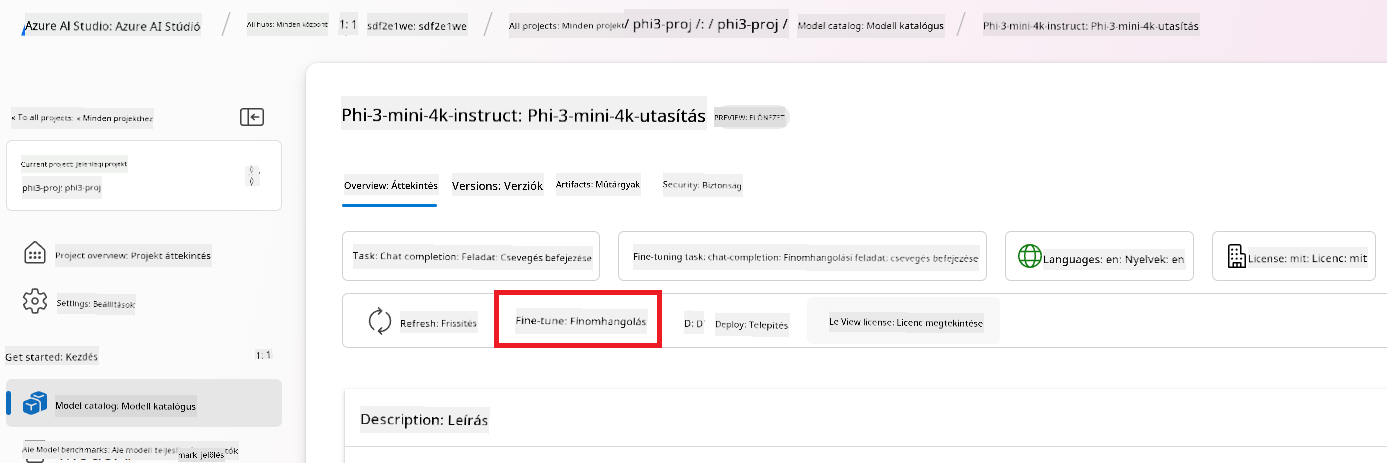 Azure AI Studio: Azure AI Stúdió / All hubs: Minden központ 1: 1 sdf2e1we: sdf2e1we / All projects: Minden projekt / phi3-proj /: / phi3-proj / Model catalog: Modell katalógus / Phi-3-mini-4k-instruct: Phi-3-mini-4k-utasítás
« To all projects: « Minden projekthez
Phi-3-mini-4k-instruct: Phi-3-mini-4k-utasítás PREVIEW: ELŐNÉZET
Current project: Jelenlegi projekt
phi3-proj: phi3-proj
Overview: Áttekintés Versions: Verziók Artifacts: Műtárgyak Security: Biztonság
Project overview: Projekt áttekintés
Task: Chat completion: Feladat: Csevegés befejezése Fine-tuning task: chat-completion: Finomhangolási feladat: csevegés befejezése Languages: en: Nyelvek: en License: mit: Licenc: mit
Settings: Beállítások
Refresh: Frissítés Fine-tune: Finomhangolás D: D Deploy: Telepítés Le View license: Licenc megtekintése
Get started: Kezdés 1: 1
Model catalog: Modell katalógus
Description: Leírás
Aie Model benchmarks: Aie modell